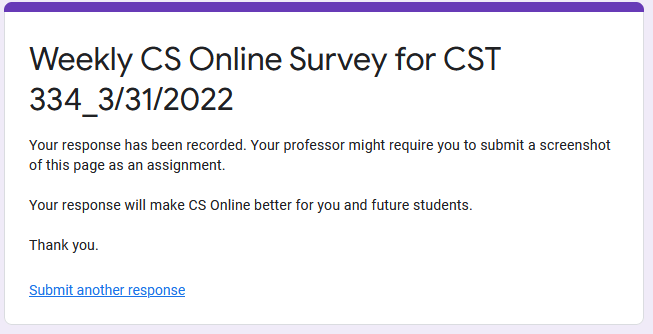 Weekly CS Online Survey for CST
334_3/31/2022
Your response has been recorded. Your professor might require you to submit a screenshot
of this page as an assignment.
Your response will make CS Online better for you and future students.
Thank you.
Submit another response